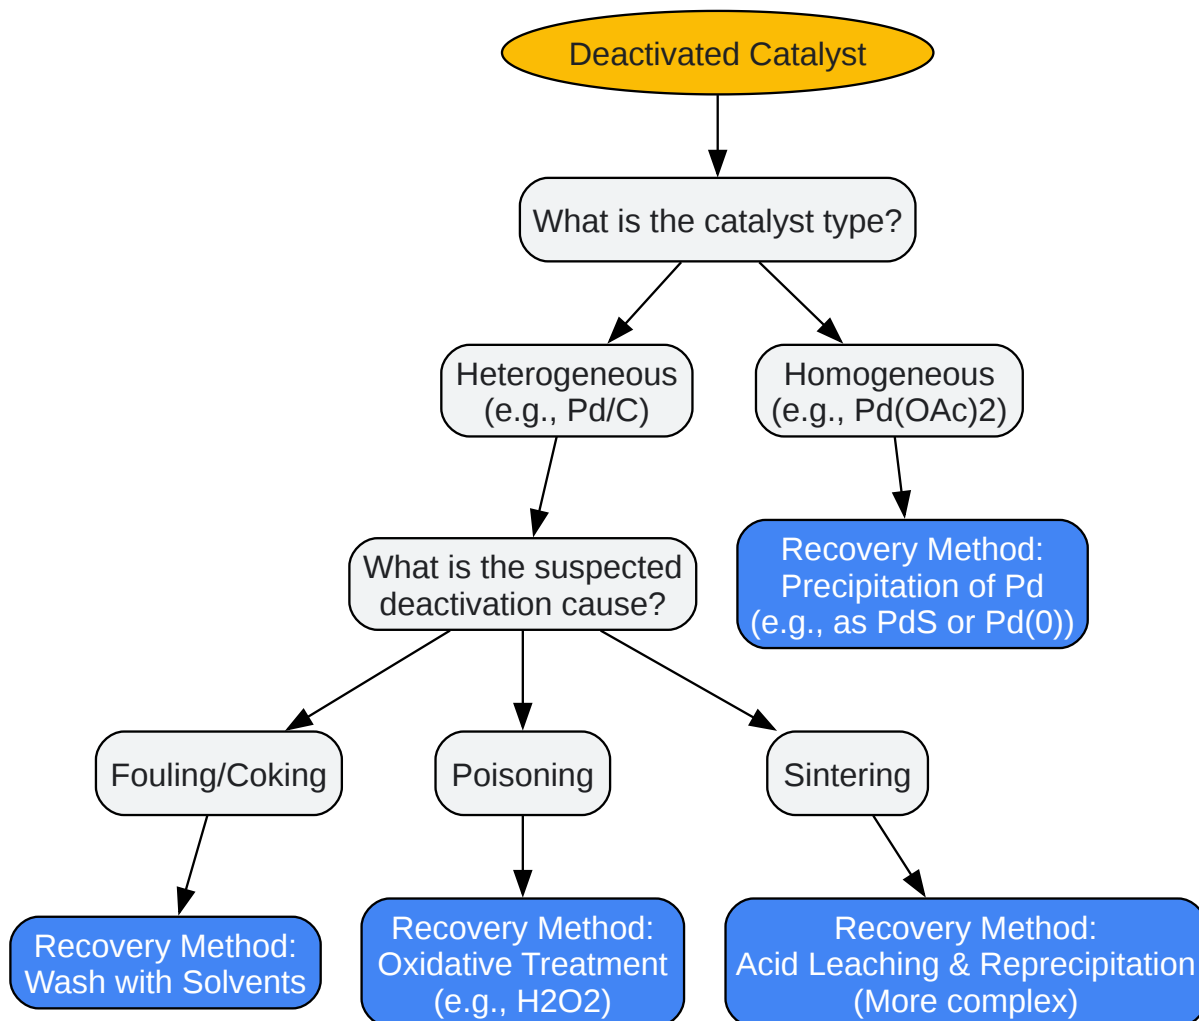 Deactivated Catalyst
What is the catalyst type?
Heterogeneous
(e.g., Pd/C)
Homogeneous
(e.g., Pd(OAc)2)
What is the suspected
deactivation cause?
Recovery Method:
Precipitation of Pd
(e.g., as PdS or Pd(0))
Fouling/Coking
Poisoning
Sintering
Recovery Method:
Wash with Solvents
Recovery Method:
Oxidative Treatment
(e.g., H2O2)
Recovery Method:
Acid Leaching & Reprecipitation
(More complex)